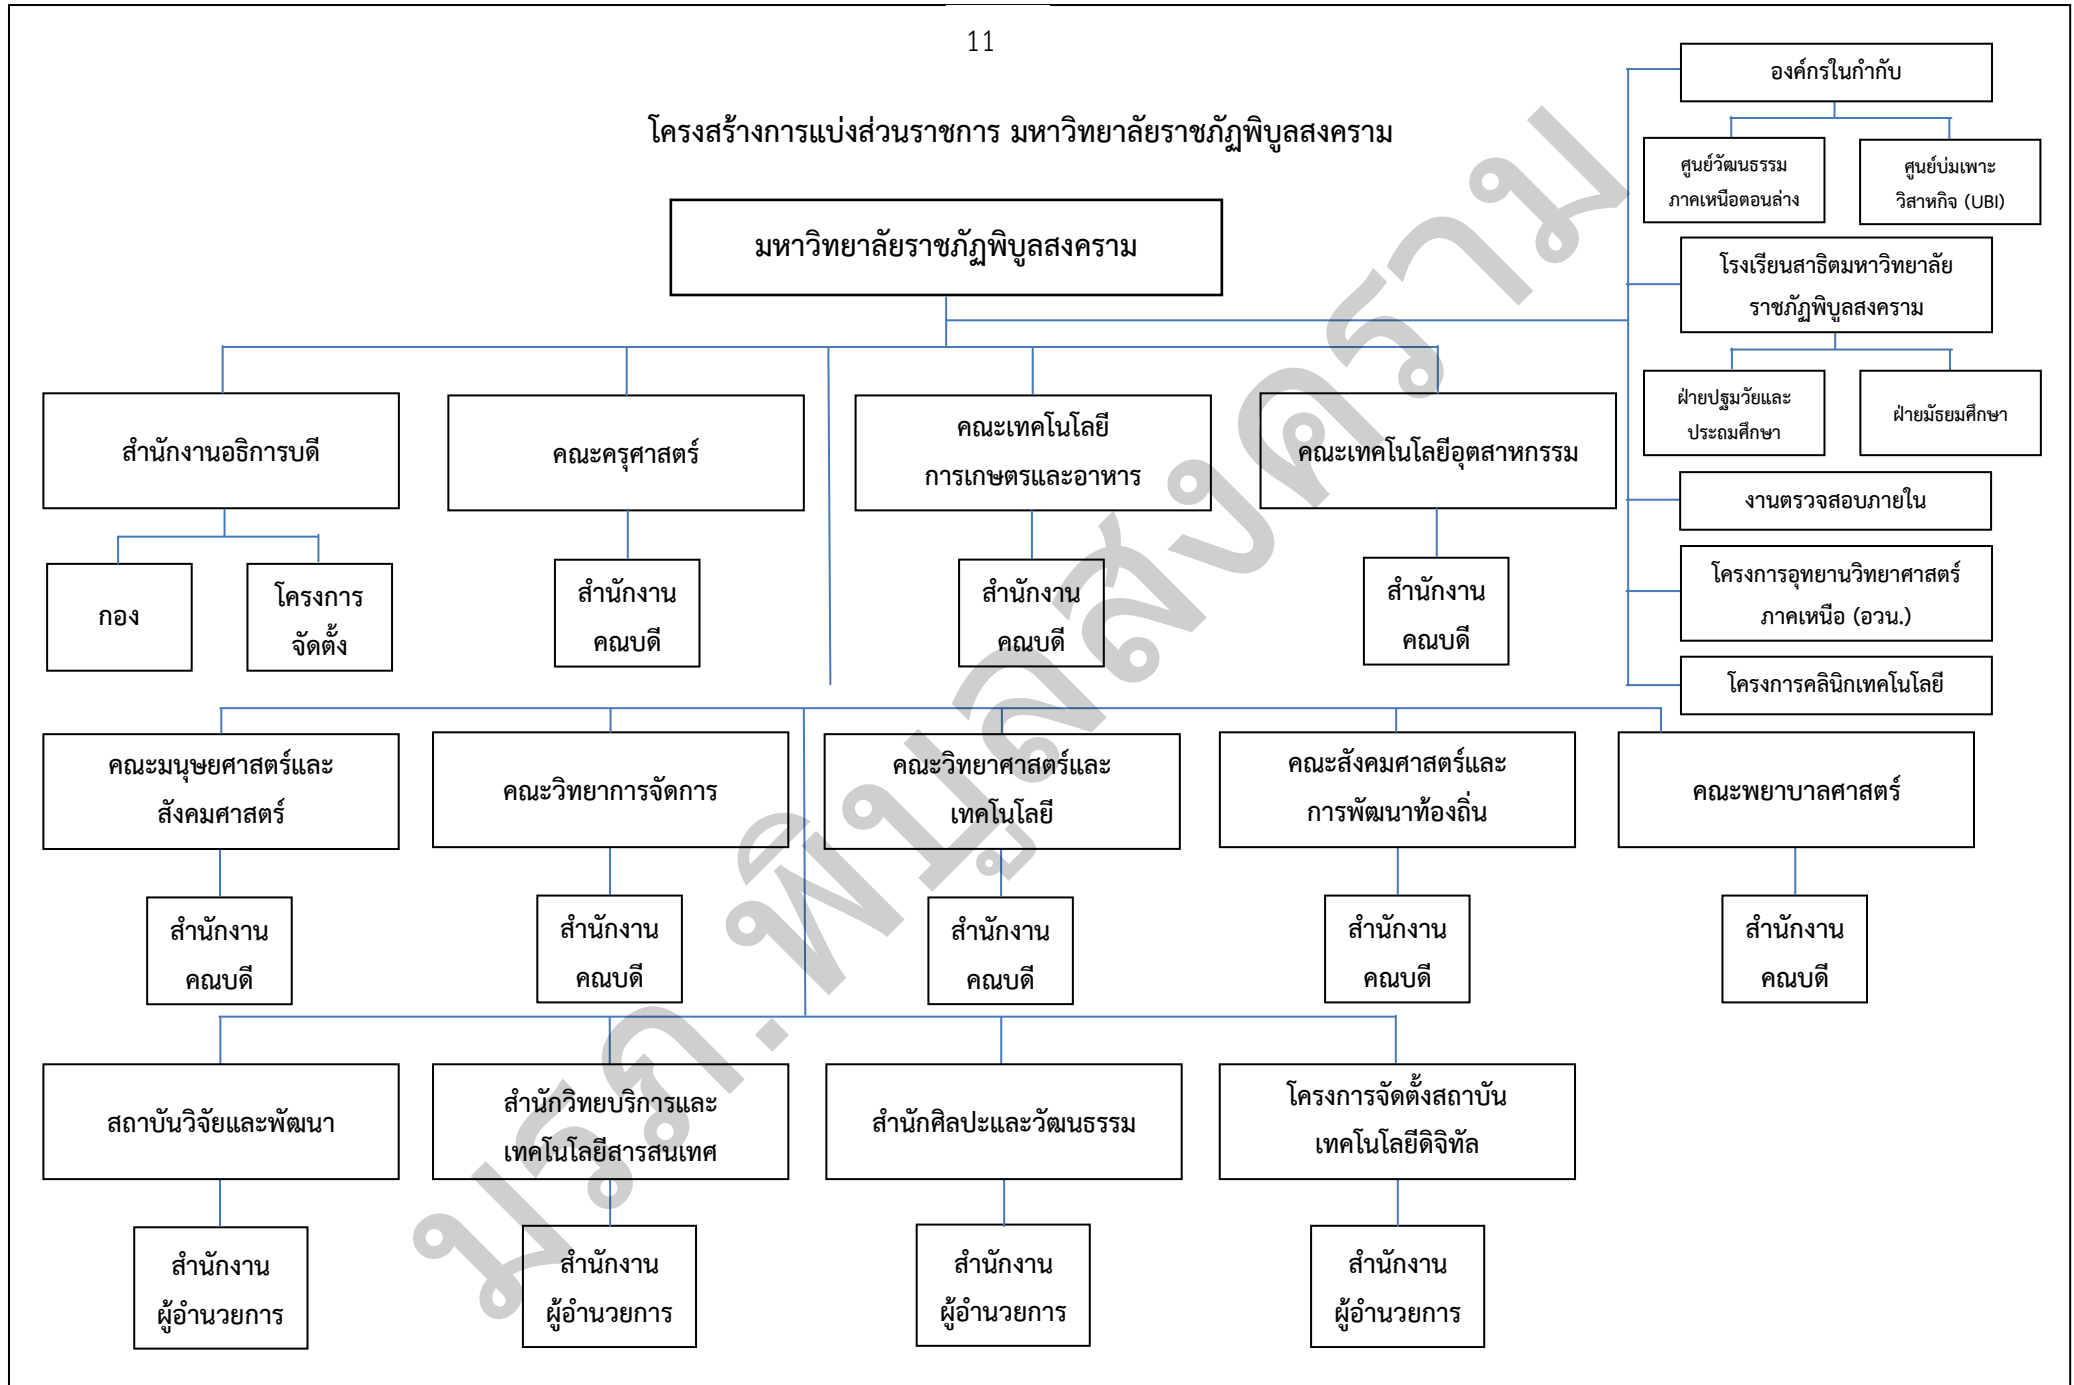 11
โครงสร้างการแบ่งส่วนราชการ มหาวิทยาลัยราชภัฏพิบูลสงคราม
มหาวิทยาลัยราชภัฏพิบูลสงคราม
องค์กรในกำกับ
ศูนย์วัฒนธรรม
ภาคเหนือตอนล่าง
ศูนย์บ่มเพาะ
วิสาหกิจ (UBI)
โรงเรียนสาธิตมหาวิทยาลัย
ราชภัฏพิบูลสงคราม
ฝ่ายปฐมวัยและ
ประถมศึกษา
ฝ่ายมัธยมศึกษา
งานตรวจสอบภายใน
โครงการอุทยานวิทยาศาสตร์
ภาคเหนือ (อวน.)
โครงการคลินิกเทคโนโลยี
สำนักงานอธิการบดี
กอง
โครงการ
จัดตั้ง
คณะครุศาสตร์
สำนักงาน
คณบดี
คณะเทคโนโลยี
การเกษตรและอาหาร
สำนักงาน
คณบดี
คณะเทคโนโลยีอุตสาหกรรม
สำนักงาน
คณบดี
คณะมนุษยศาสตร์และ
สังคมศาสตร์
สำนักงาน
คณบดี
คณะวิทยาการจัดการ
สำนักงาน
คณบดี
คณะวิทยาศาสตร์และ
เทคโนโลยี
สำนักงาน
คณบดี
คณะสังคมศาสตร์และ
การพัฒนาท้องถิ่น
สำนักงาน
คณบดี
คณะพยาบาลศาสตร์
สำนักงาน
คณบดี
สถาบันวิจัยและพัฒนา
สำนักงาน
ผู้อำนวยการ
สำนักวิทยบริการและ
เทคโนโลยีสารสนเทศ
สำนักงาน
ผู้อำนวยการ
สำนักศิลปะและวัฒนธรรม
สำนักงาน
ผู้อำนวยการ
โครงการจัดตั้งสถาบัน
เทคโนโลยีดิจิทัล
สำนักงาน
ผู้อำนวยการ
มรภ.พิบูลสงคราม